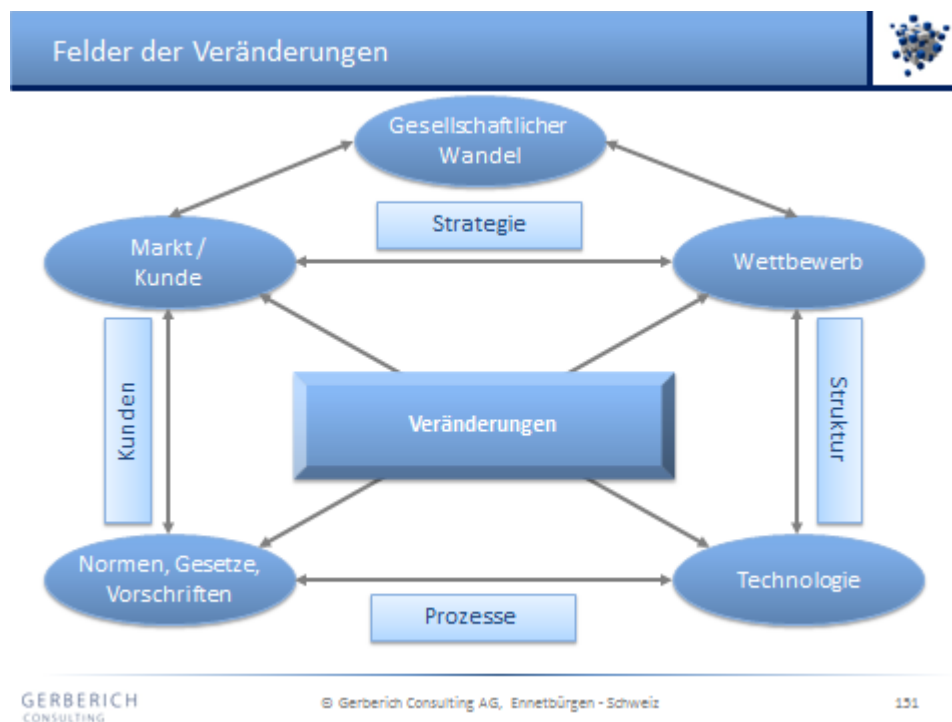 Felder der Veränderungen
Gesellschaftlicher
Wandel
Strategie
Markt /
Kunde
Wettbewerb
Kunden
Veränderungen
Struktur
Normen, Gesetze,
Vorschriften
Technologie
Prozesse
GERBERICH
CONSULTING
© Gerberich Consulting AG, Ennetbürgen - Schweiz
151